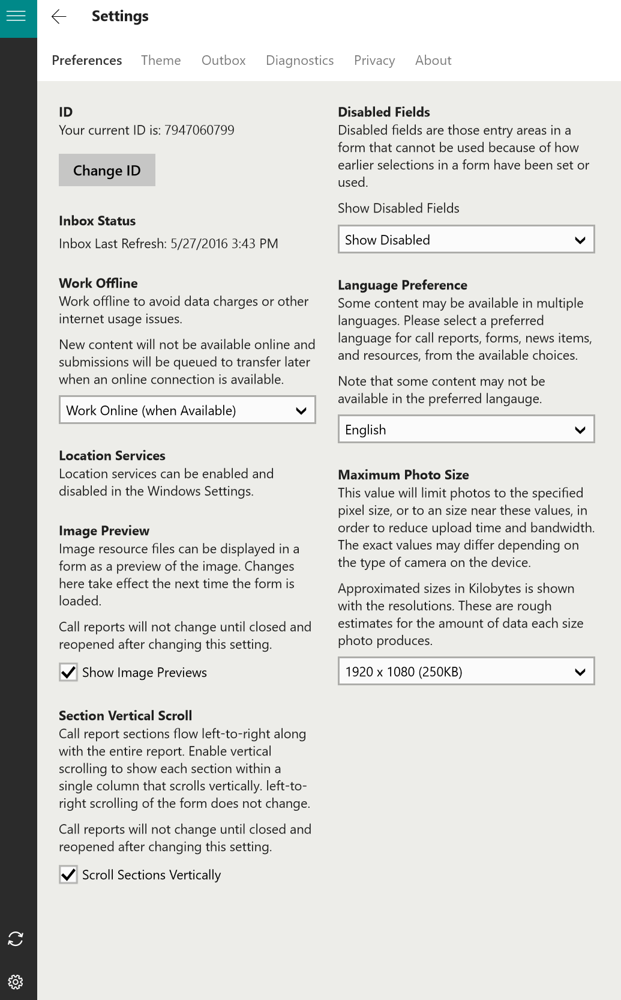 Settings
Preferences Theme Outbox Diagnostics Privacy About
ID
Your current ID is: 7947060799
Change ID
Inbox Status
Inbox Last Refresh: 5/27/2016 3:43 PM
Work Offline
Work offline to avoid data charges or other
internet usage issues.
New content will not be available online and
submissions will be queued to transfer later
when an online connection is available.
Work Online (when Available)
Location Services
Location services can be enabled and
disabled in the Windows Settings.
Image Preview
Image resource files can be displayed in a
form as a preview of the image. Changes
here take effect the next time the form is
loaded.
Call reports will not change until closed and
reopened after changing this setting.
Show Image Previews
Section Vertical Scroll
Call report sections flow left-to-right along
with the entire report. Enable vertical
scrolling to show each section within a
single column that scrolls vertically. left-to-
right scrolling of the form does not change.
Call reports will not change until closed and
reopened after changing this setting.
Scroll Sections Vertically
Disabled Fields
Disabled fields are those entry areas in a
form that cannot be used because of how
earlier selections in a form have been set or
used.
Show Disabled Fields
Show Disabled
Language Preference
Some content may be available in multiple
languages. Please select a preferred
language for call reports, forms, news items,
and resources, from the available choices.
Note that some content may not be
available in the preferred langauge.
English
Maximum Photo Size
This value will limit photos to the specified
pixel size, or to an size near these values, in
order to reduce upload time and bandwidth.
The exact values may differ depending on
the type of camera on the device.
Approximated sizes in Kilobytes is shown
with the resolutions. These are rough
estimates for the amount of data each size
photo produces.
1920 x 1080 (250KB)